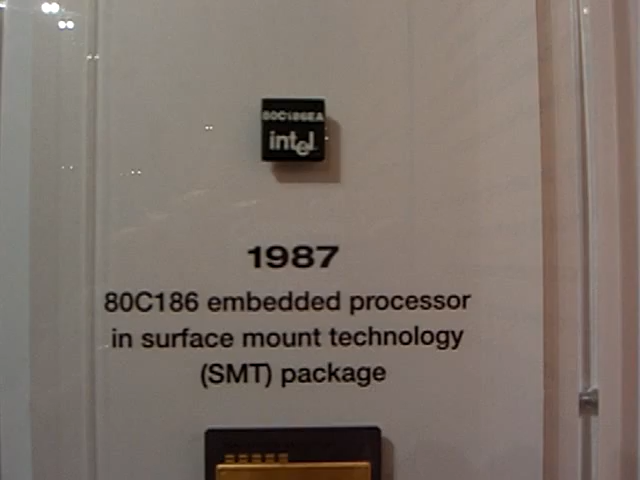 80C186EA
intel
1987
80C186 embedded processor
in surface mount technology
(SMT) package